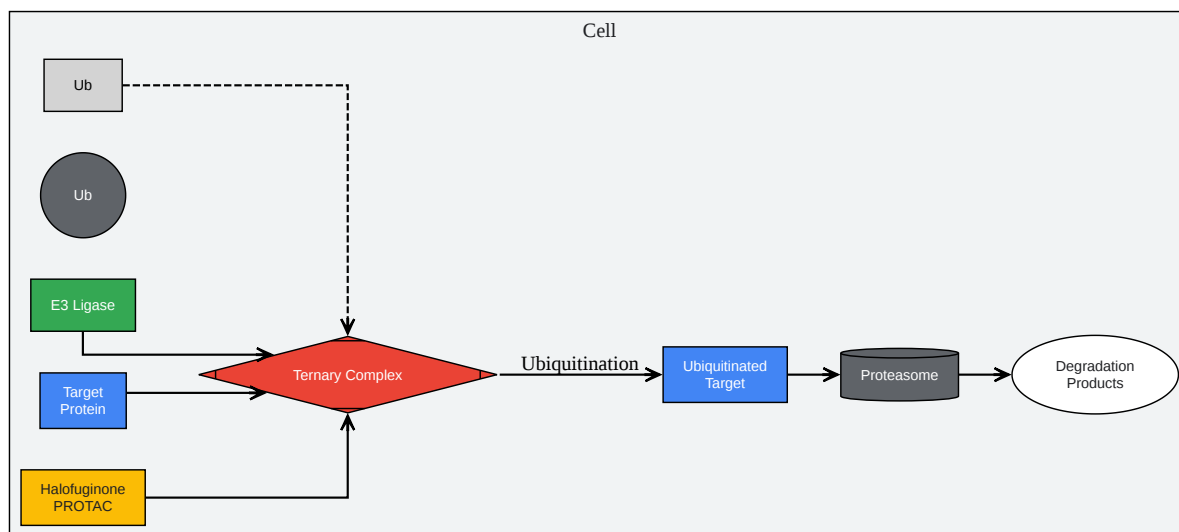 Cell
Ub
Ub
E3 Ligase
Target
Protein
Halofuginone
PROTAC
Ternary Complex
Ubiquitination
Ubiquitinated
Target
Proteasome
Degradation
Products